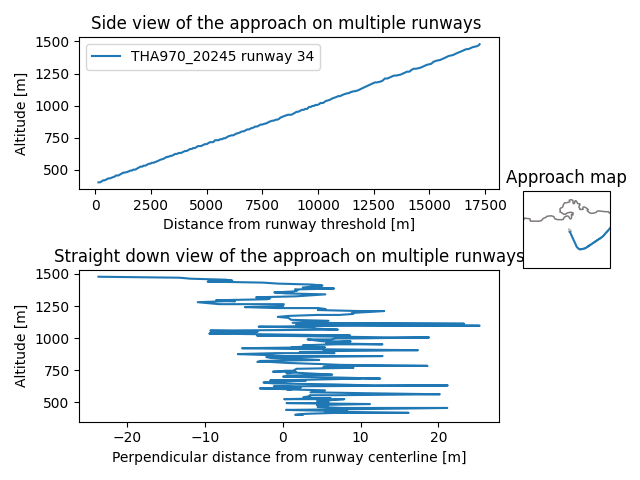 Side view of the approach on multiple runways
Altitude [m]
1500
1250
1000
750
500
THA970_20245 runway 34
0
2500
5000
7500
10000
12500
15000
17500
Distance from runway threshold [m]
Approach map
Straight down view of the approach on multiple runways
Altitude [m]
1500
1250
1000
750
500
−20
−10
0
10
20
Perpendicular distance from runway centerline [m]